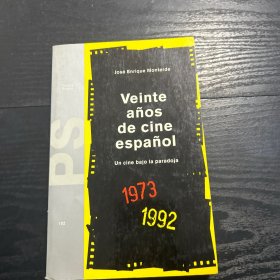 José Enrique Monterde
Veinte
años
de cine
español
Un cine bajo la paradoja
1973
1992
PS